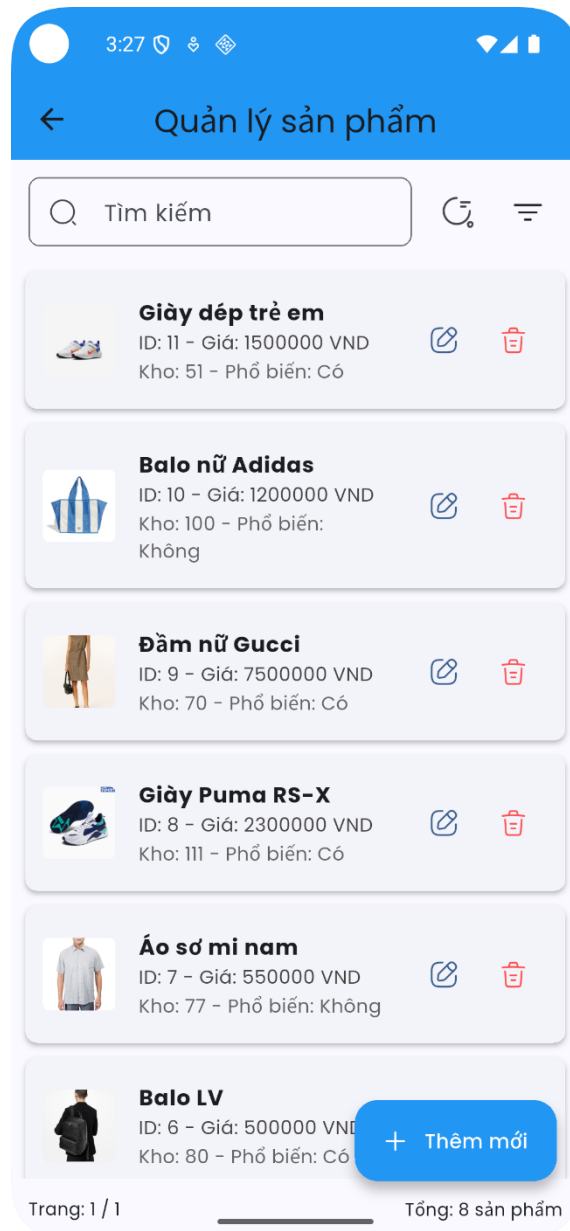 3:27
Quản lý sản phẩm
Tìm kiếm
Giày dép trẻ em
ID: 11 - Giá: 1500000 VND
Kho: 51 - Phổ biến: Có
Balo nữ Adidas
ID: 10 - Giá: 1200000 VND
Kho: 100 - Phổ biến:
Không
Đầm nữ Gucci
ID: 9 - Giá: 7500000 VND
Kho: 70 - Phổ biến: Có
Giày Puma RS-X
ID: 8 - Giá: 2300000 VND
Kho: 111 - Phổ biến: Có
Áo sơ mi nam
ID: 7 - Giá: 550000 VND
Kho: 77 - Phổ biến: Không
Balo LV
ID: 6 - Giá: 500000 VND
Kho: 80 - Phổ biến: Có
+ Thêm mới
Trang: 1 / 1
Tổng: 8 sản phẩm